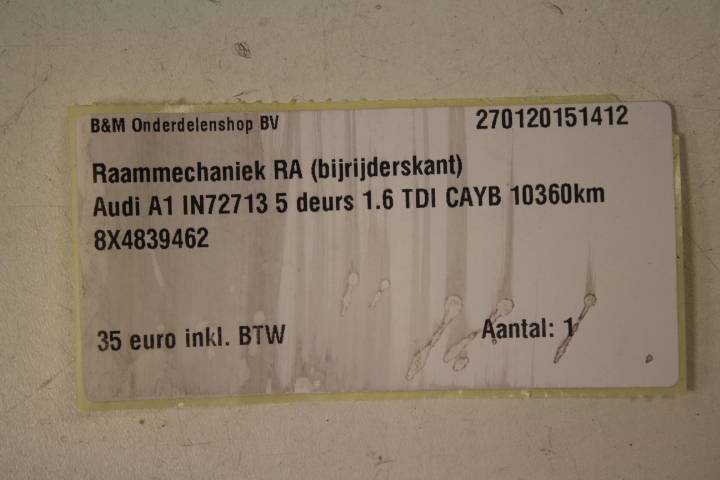 B&M Onderdelenshop BV 270120151412
Raammechaniek RA (bijrijderskant)
Audi A1 IN72713 5 deurs 1.6 TDI CAYB 10360km
8X4839462
35 euro inkl. BTW Aantal: 1